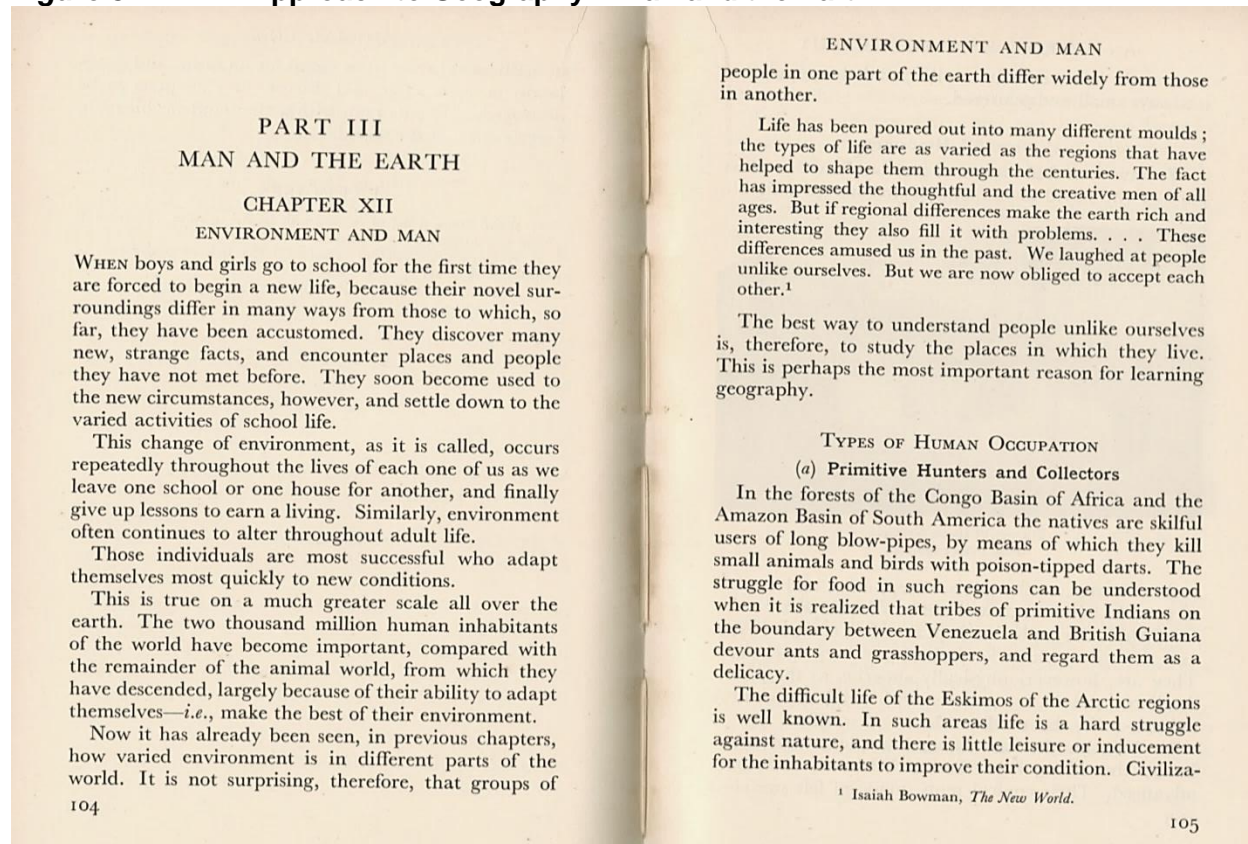 PART III
MAN AND THE EARTH
CHAPTER XII
ENVIRONMENT AND MAN
WHEN boys and girls go to school for the first time they
are forced to begin a new life, because their novel sur-
roundings differ in many ways from those to which, so
far, they have been accustomed. They discover many
new, strange facts, and encounter places and people
they have not met before. They soon become used to
the new circumstances, however, and settle down to the
varied activities of school life.
This change of environment, as it is called, occurs
repeatedly throughout the lives of each one of us as we
leave one school or one house for another, and finally
give up lessons to earn a living. Similarly, environment
often continues to alter throughout adult life.
Those individuals are most successful who adapt
themselves most quickly to new conditions.
This is true on a much greater scale all over the
earth. The two thousand million human inhabitants
of the world have become important, compared with
the remainder of the animal world, from which they
have descended, largely because of their ability to adapt
themselves—i.e., make the best of their environment.
Now it has already been seen, in previous chapters,
how varied environment is in different parts of the
world. It is not surprising, therefore, that groups of
104
ENVIRONMENT AND MAN
people in one part of the earth differ widely from those
in another.
Life has been poured out into many different moulds;
the types of life are as varied as the regions that have
helped to shape them through the centuries. The fact
has impressed the thoughtful and the creative men of all
ages. But if regional differences make the earth rich and
interesting they also fill it with problems. . . . These
differences amused us in the past. We laughed at people
unlike ourselves. But we are now obliged to accept each
other.¹
The best way to understand people unlike ourselves
is, therefore, to study the places in which they live.
This is perhaps the most important reason for learning
geography.
TYPES OF HUMAN OCCUPATION
(a) Primitive Hunters and Collectors
In the forests of the Congo Basin of Africa and the
Amazon Basin of South America the natives are skilful
users of long blow-pipes, by means of which they kill
small animals and birds with poison-tipped darts. The
struggle for food in such regions can be understood
when it is realized that tribes of primitive Indians on
the boundary between Venezuela and British Guiana
devour ants and grasshoppers, and regard them as a
delicacy.
The difficult life of the Eskimos of the Arctic regions
is well known. In such areas life is a hard struggle
against nature, and there is little leisure or inducement
for the inhabitants to improve their condition. Civiliza-
¹ Isaiah Bowman, The New World.
105